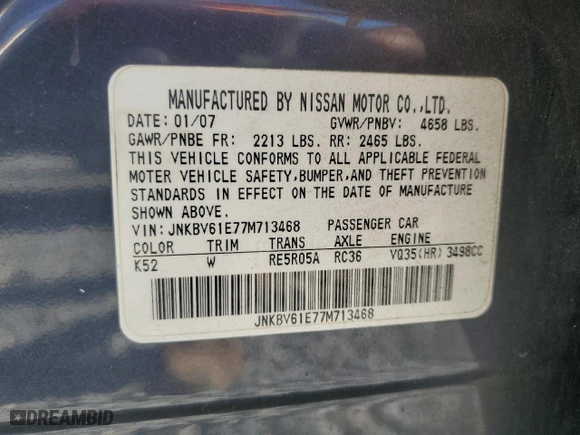 MANUFACTURED BY NISSAN MOTOR CO.,LTD.
DATE: 01/07 GVWR/PNBV: 4658 LBS.
GAWR/PNBE FR: 2213 LBS. RR: 2465 LBS.
THIS VEHICLE CONFORMS TO ALL APPLICABLE FEDERAL
MOTOR VEHICLE SAFETY,BUMPER,AND THEFT PREVENTION
STANDARDS IN EFFECT ON THE DATE OF MANUFACTURE
SHOWN ABOVE.
VIN: JNKBV61E77M713468 PASSENGER CAR
COLOR TRIM TRANS AXLE ENGINE
K52 W RE5R05A RC36 VQ35(HR) 3498CC
JNKBV61E77M713468
DREAMBID